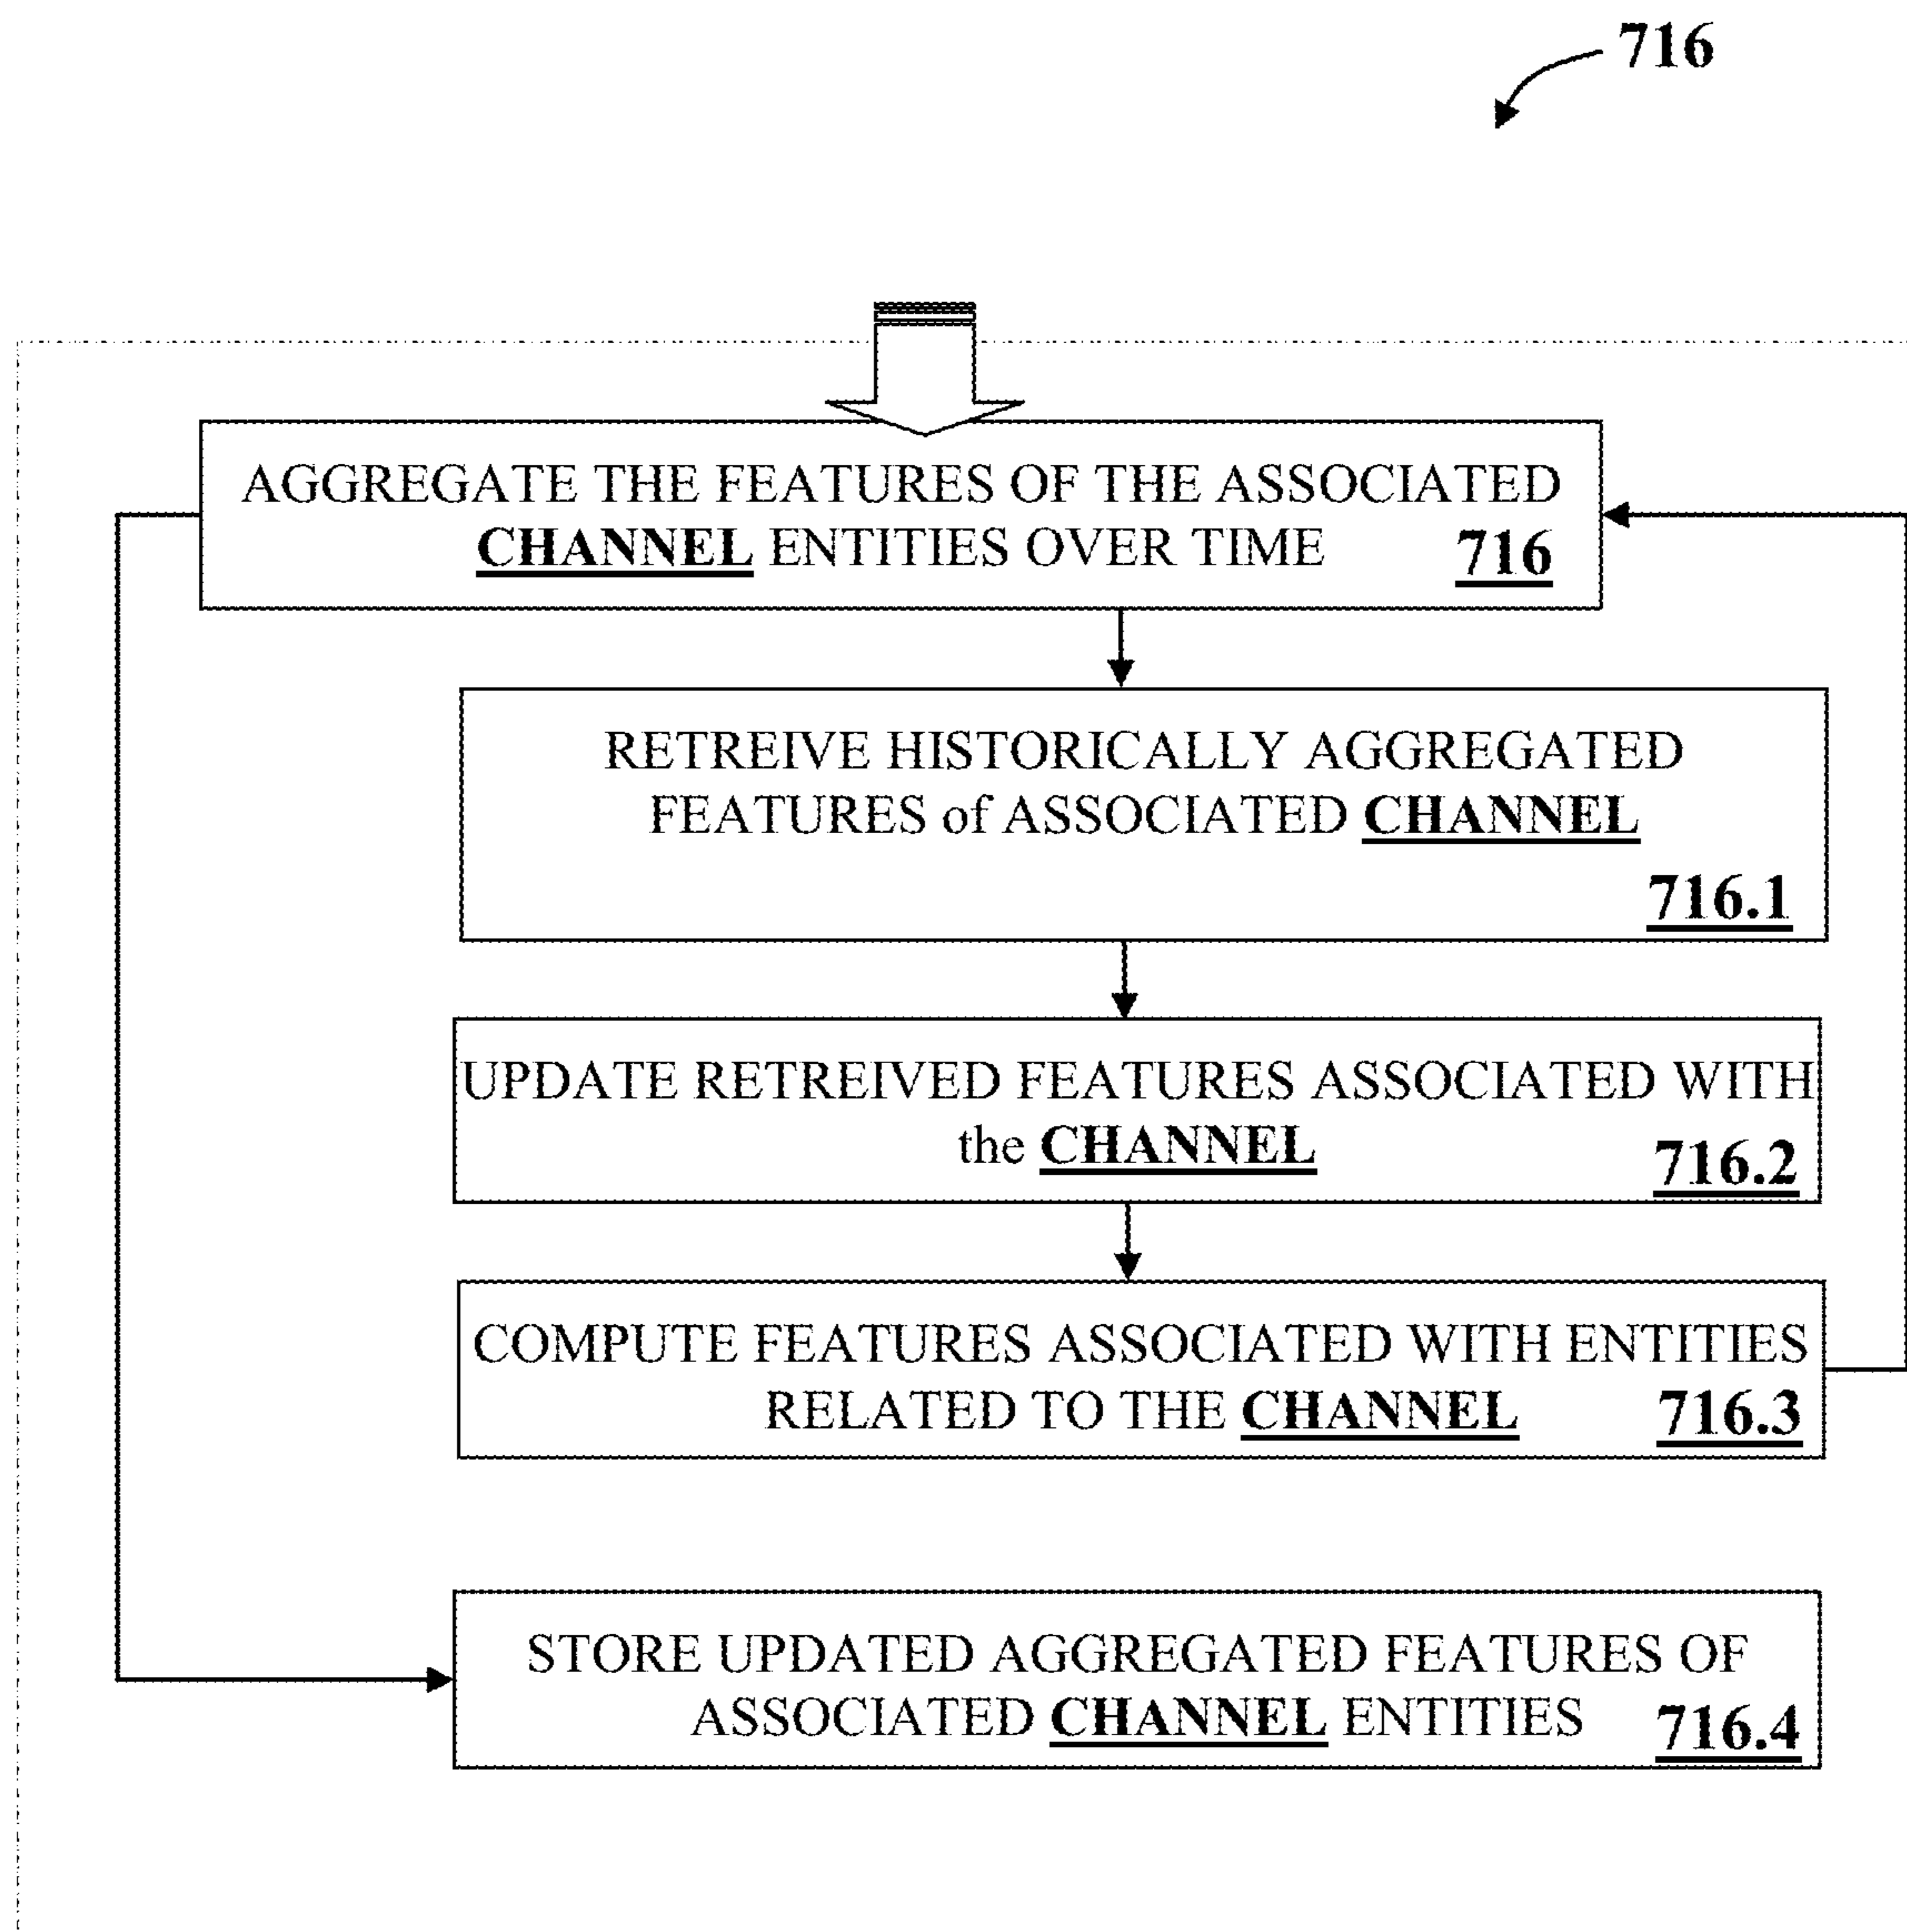 716
AGGREGATE THE FEATURES OF THE ASSOCIATED
CHANNEL ENTITIES OVER TIME 716
RETREIVE HISTORICALLY AGGREGATED
FEATURES of ASSOCIATED CHANNEL
716.1
UPDATE RETREIVED FEATURES ASSOCIATED WITH
the CHANNEL 716.2
COMPUTE FEATURES ASSOCIATED WITH ENTITIES
RELATED TO THE CHANNEL 716.3
STORE UPDATED AGGREGATED FEATURES OF
ASSOCIATED CHANNEL ENTITIES 716.4